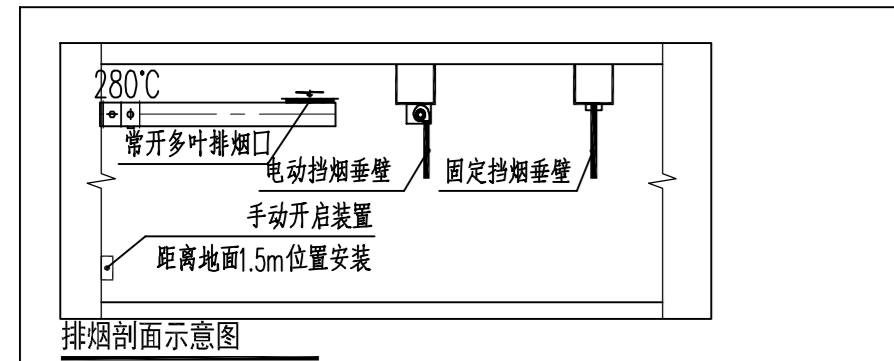 280℃
常开多叶排烟口
电动挡烟垂壁
固定挡烟垂壁
手动开启装置
距离地面1.5m位置安装
排烟剖面示意图